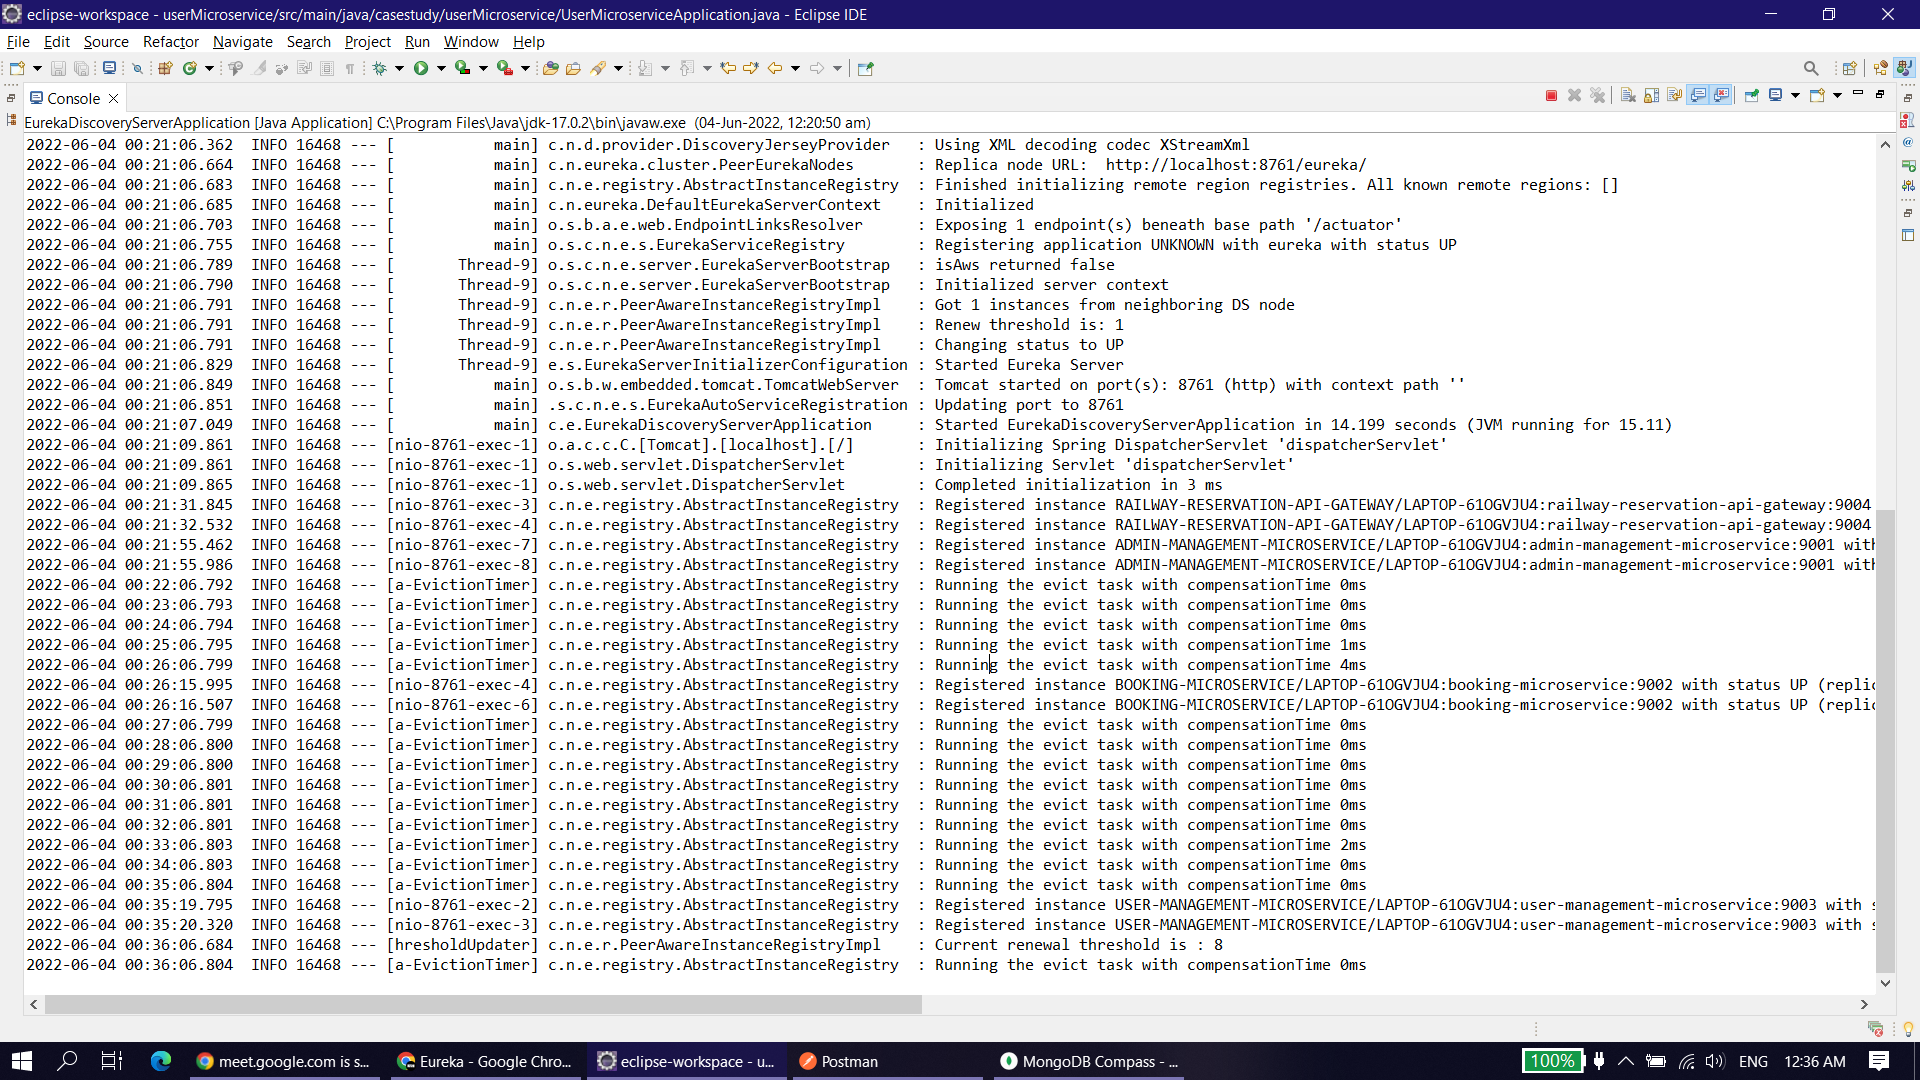 eclipse-workspace - userMicroservice/src/main/java/casestudy/userMicroservice/UserMicroserviceApplication.java - Eclipse IDE
File Edit Source Refactor Navigate Search Project Run Window Help
Console
EurekaDiscoveryServerApplication [Java Application] C:\Program Files\Java\jdk-17.0.2\bin\javaw.exe (04-Jun-2022, 12:20:50 am)
2022-06-04 00:21:06.362  INFO 16468 --- [           main] c.n.d.provider.DiscoveryJerseyProvider   : Using XML decoding codec XStreamXml
2022-06-04 00:21:06.664  INFO 16468 --- [           main] c.n.eureka.cluster.PeerEurekaNodes       : Replica node URL:  http://localhost:8761/eureka/
2022-06-04 00:21:06.683  INFO 16468 --- [           main] c.n.e.registry.AbstractInstanceRegistry  : Finished initializing remote region registries. All known remote regions: []
2022-06-04 00:21:06.685  INFO 16468 --- [           main] c.n.eureka.DefaultEurekaServerContext    : Initialized
2022-06-04 00:21:06.703  INFO 16468 --- [           main] o.s.b.a.e.web.EndpointLinksResolver      : Exposing 1 endpoint(s) beneath base path '/actuator'
2022-06-04 00:21:06.755  INFO 16468 --- [           main] o.s.c.n.e.s.EurekaServiceRegistry        : Registering application UNKNOWN with eureka with status UP
2022-06-04 00:21:06.789  INFO 16468 --- [       Thread-9] o.s.c.n.e.server.EurekaServerBootstrap   : isAws returned false
2022-06-04 00:21:06.790  INFO 16468 --- [       Thread-9] o.s.c.n.e.server.EurekaServerBootstrap   : Initialized server context
2022-06-04 00:21:06.791  INFO 16468 --- [       Thread-9] c.n.e.r.PeerAwareInstanceRegistryImpl    : Got 1 instances from neighboring DS node
2022-06-04 00:21:06.791  INFO 16468 --- [       Thread-9] c.n.e.r.PeerAwareInstanceRegistryImpl    : Renew threshold is: 1
2022-06-04 00:21:06.791  INFO 16468 --- [       Thread-9] c.n.e.r.PeerAwareInstanceRegistryImpl    : Changing status to UP
2022-06-04 00:21:06.829  INFO 16468 --- [       Thread-9] e.s.EurekaServerInitializerConfiguration : Started Eureka Server
2022-06-04 00:21:06.849  INFO 16468 --- [           main] o.s.b.w.embedded.tomcat.TomcatWebServer  : Tomcat started on port(s): 8761 (http) with context path ''
2022-06-04 00:21:06.851  INFO 16468 --- [           main] .s.c.n.e.s.EurekaAutoServiceRegistration : Updating port to 8761
2022-06-04 00:21:07.049  INFO 16468 --- [           main] c.e.EurekaDiscoveryServerApplication     : Started EurekaDiscoveryServerApplication in 14.199 seconds (JVM running for 15.11)
2022-06-04 00:21:09.861  INFO 16468 --- [nio-8761-exec-1] o.a.c.c.C.[Tomcat].[localhost].[/]       : Initializing Spring DispatcherServlet 'dispatcherServlet'
2022-06-04 00:21:09.861  INFO 16468 --- [nio-8761-exec-1] o.s.web.servlet.DispatcherServlet        : Initializing Servlet 'dispatcherServlet'
2022-06-04 00:21:09.865  INFO 16468 --- [nio-8761-exec-1] o.s.web.servlet.DispatcherServlet        : Completed initialization in 3 ms
2022-06-04 00:21:31.845  INFO 16468 --- [nio-8761-exec-3] c.n.e.registry.AbstractInstanceRegistry  : Registered instance RAILWAY-RESERVATION-API-GATEWAY/LAPTOP-61OGVJU4:railway-reservation-api-gateway:9004
2022-06-04 00:21:32.532  INFO 16468 --- [nio-8761-exec-4] c.n.e.registry.AbstractInstanceRegistry  : Registered instance RAILWAY-RESERVATION-API-GATEWAY/LAPTOP-61OGVJU4:railway-reservation-api-gateway:9004
2022-06-04 00:21:55.462  INFO 16468 --- [nio-8761-exec-7] c.n.e.registry.AbstractInstanceRegistry  : Registered instance ADMIN-MANAGEMENT-MICROSERVICE/LAPTOP-61OGVJU4:admin-management-microservice:9001 with
2022-06-04 00:21:55.986  INFO 16468 --- [nio-8761-exec-8] c.n.e.registry.AbstractInstanceRegistry  : Registered instance ADMIN-MANAGEMENT-MICROSERVICE/LAPTOP-61OGVJU4:admin-management-microservice:9001 with
2022-06-04 00:22:06.792  INFO 16468 --- [a-EvictionTimer] c.n.e.registry.AbstractInstanceRegistry  : Running the evict task with compensationTime 0ms
2022-06-04 00:23:06.793  INFO 16468 --- [a-EvictionTimer] c.n.e.registry.AbstractInstanceRegistry  : Running the evict task with compensationTime 0ms
2022-06-04 00:24:06.794  INFO 16468 --- [a-EvictionTimer] c.n.e.registry.AbstractInstanceRegistry  : Running the evict task with compensationTime 0ms
2022-06-04 00:25:06.795  INFO 16468 --- [a-EvictionTimer] c.n.e.registry.AbstractInstanceRegistry  : Running the evict task with compensationTime 1ms
2022-06-04 00:26:06.799  INFO 16468 --- [a-EvictionTimer] c.n.e.registry.AbstractInstanceRegistry  : Running the evict task with compensationTime 4ms
2022-06-04 00:26:15.995  INFO 16468 --- [nio-8761-exec-4] c.n.e.registry.AbstractInstanceRegistry  : Registered instance BOOKING-MICROSERVICE/LAPTOP-61OGVJU4:booking-microservice:9002 with status UP (replic
2022-06-04 00:26:16.507  INFO 16468 --- [nio-8761-exec-6] c.n.e.registry.AbstractInstanceRegistry  : Registered instance BOOKING-MICROSERVICE/LAPTOP-61OGVJU4:booking-microservice:9002 with status UP (replic
2022-06-04 00:27:06.799  INFO 16468 --- [a-EvictionTimer] c.n.e.registry.AbstractInstanceRegistry  : Running the evict task with compensationTime 0ms
2022-06-04 00:28:06.800  INFO 16468 --- [a-EvictionTimer] c.n.e.registry.AbstractInstanceRegistry  : Running the evict task with compensationTime 0ms
2022-06-04 00:29:06.800  INFO 16468 --- [a-EvictionTimer] c.n.e.registry.AbstractInstanceRegistry  : Running the evict task with compensationTime 0ms
2022-06-04 00:30:06.801  INFO 16468 --- [a-EvictionTimer] c.n.e.registry.AbstractInstanceRegistry  : Running the evict task with compensationTime 0ms
2022-06-04 00:31:06.801  INFO 16468 --- [a-EvictionTimer] c.n.e.registry.AbstractInstanceRegistry  : Running the evict task with compensationTime 0ms
2022-06-04 00:32:06.801  INFO 16468 --- [a-EvictionTimer] c.n.e.registry.AbstractInstanceRegistry  : Running the evict task with compensationTime 0ms
2022-06-04 00:33:06.803  INFO 16468 --- [a-EvictionTimer] c.n.e.registry.AbstractInstanceRegistry  : Running the evict task with compensationTime 2ms
2022-06-04 00:34:06.803  INFO 16468 --- [a-EvictionTimer] c.n.e.registry.AbstractInstanceRegistry  : Running the evict task with compensationTime 0ms
2022-06-04 00:35:06.804  INFO 16468 --- [a-EvictionTimer] c.n.e.registry.AbstractInstanceRegistry  : Running the evict task with compensationTime 0ms
2022-06-04 00:35:19.795  INFO 16468 --- [nio-8761-exec-2] c.n.e.registry.AbstractInstanceRegistry  : Registered instance USER-MANAGEMENT-MICROSERVICE/LAPTOP-61OGVJU4:user-management-microservice:9003 with s
2022-06-04 00:35:20.320  INFO 16468 --- [nio-8761-exec-3] c.n.e.registry.AbstractInstanceRegistry  : Registered instance USER-MANAGEMENT-MICROSERVICE/LAPTOP-61OGVJU4:user-management-microservice:9003 with s
2022-06-04 00:36:06.684  INFO 16468 --- [hresholdUpdater] c.n.e.r.PeerAwareInstanceRegistryImpl    : Current renewal threshold is : 8
2022-06-04 00:36:06.804  INFO 16468 --- [a-EvictionTimer] c.n.e.registry.AbstractInstanceRegistry  : Running the evict task with compensationTime 0ms
meet.google.com is s... Eureka - Google Chro... eclipse-workspace - u... Postman MongoDB Compass - ... 100% ENG 12:36 AM